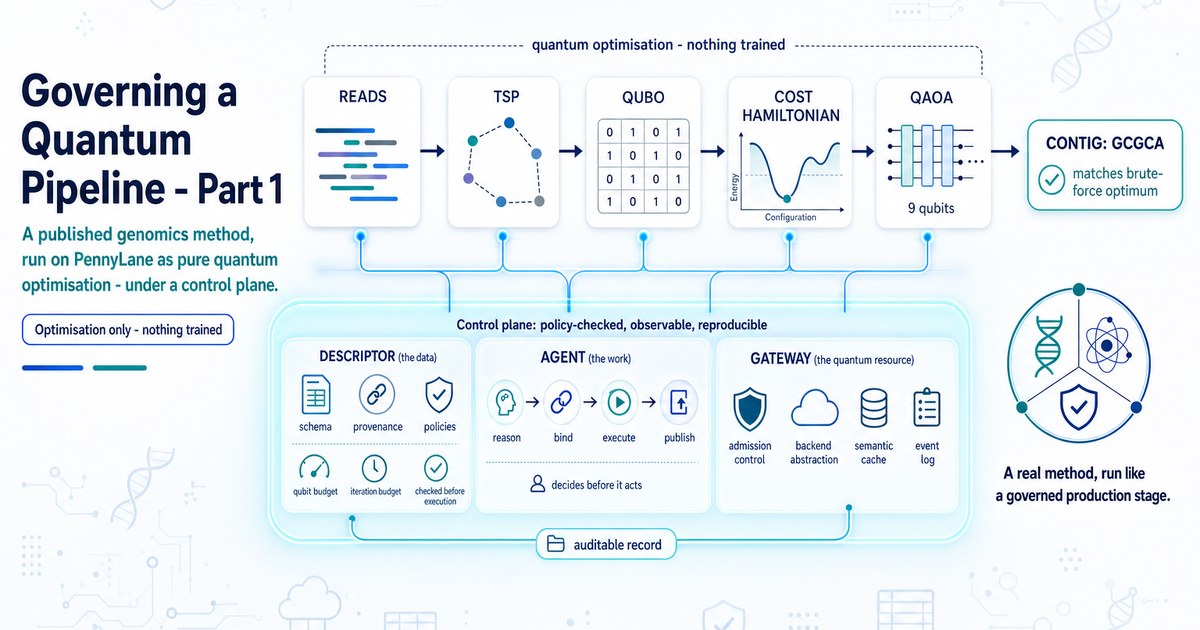 Governing a
Quantum
Pipeline - Part 1
A published genomics method,
run on PennyLane as pure quantum
optimisation - under a control plane.
Optimisation only - nothing trained
quantum optimisation - nothing trained
READS
TSP
QUBO
0 1 0 1
1 0 1 0
0 1 0 1
1 0 1 0
COST
HAMILTONIAN
Energy
Configuration
QAOA
9 qubits
CONTIG: GCGCA
matches brute-
force optimum
Control plane: policy-checked, observable, reproducible
DESCRIPTOR (the data)
schema
provenance
policies
qubit budget
iteration budget
checked before
execution
AGENT (the work)
reason
bind
execute
publish
decides before it acts
GATEWAY (the quantum resource)
admission
control
backend
abstraction
semantic
cache
event
log
auditable record
A real method, run like
a governed production stage.